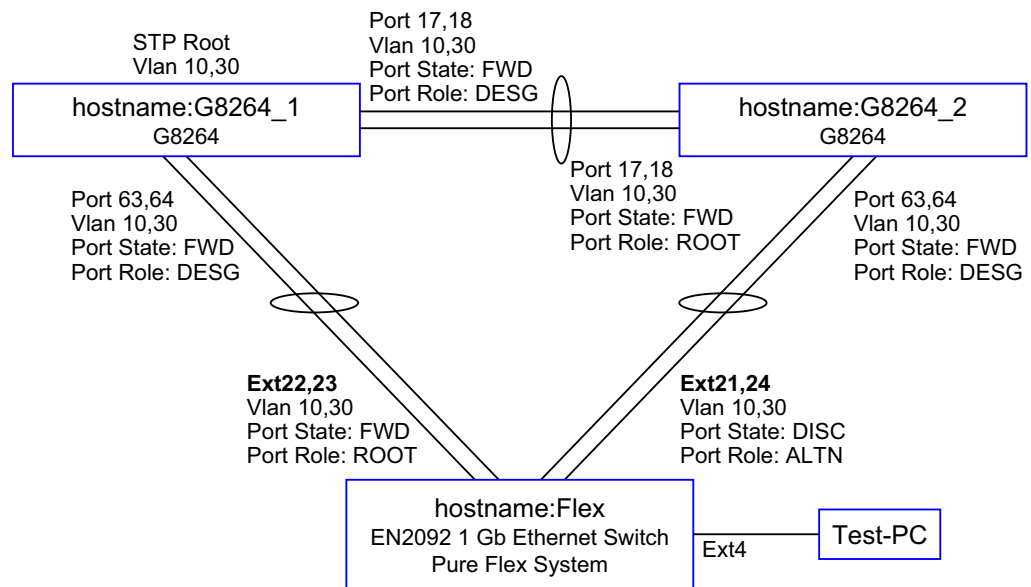 STP Root
Vlan 10,30
Port 17,18
Vlan 10,30
Port State: FWD
Port Role: DESG
hostname:G8264_1
G8264
hostname:G8264_2
G8264
Port 63,64
Vlan 10,30
Port State: FWD
Port Role: DESG
Port 17,18
Vlan 10,30
Port State: FWD
Port Role: ROOT
Port 63,64
Vlan 10,30
Port State: FWD
Port Role: DESG
Ext22,23
Vlan 10,30
Port State: FWD
Port Role: ROOT
Ext21,24
Vlan 10,30
Port State: DISC
Port Role: ALTN
hostname:Flex
EN2092 1 Gb Ethernet Switch
Pure Flex System
Ext4
Test-PC